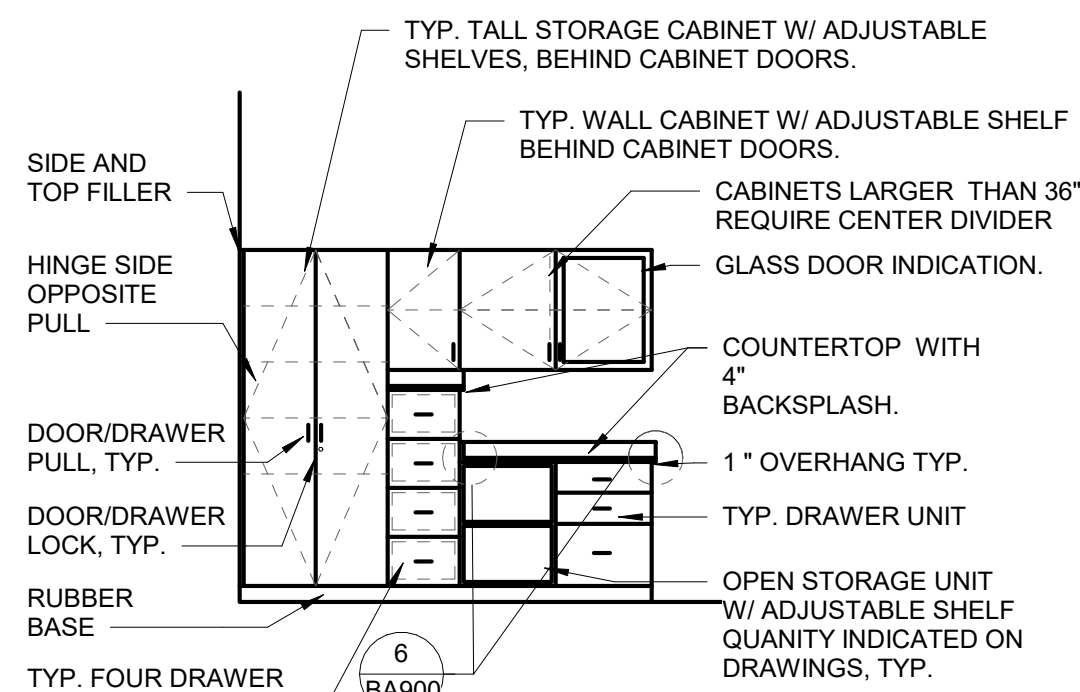 TYP. TALL STORAGE CABINET W/ ADJUSTABLE
SHELVES, BEHIND CABINET DOORS.
TYP. WALL CABINET W/ ADJUSTABLE SHELF
BEHIND CABINET DOORS.
SIDE AND
TOP FILLER
CABINETS LARGER THAN 36"
REQUIRE CENTER DIVIDER
HINGE SIDE
OPPOSITE
PULL
GLASS DOOR INDICATION.
COUNTERTOP WITH
4"
BACKSPLASH.
DOOR/DRAWER
PULL, TYP.
1 " OVERHANG TYP.
DOOR/DRAWER
LOCK, TYP.
TYP. DRAWER UNIT
RUBBER
BASE
OPEN STORAGE UNIT
W/ ADJUSTABLE SHELF
QUANITY INDICATED ON
DRAWINGS, TYP.
TYP. FOUR DRAWER
6
BA900